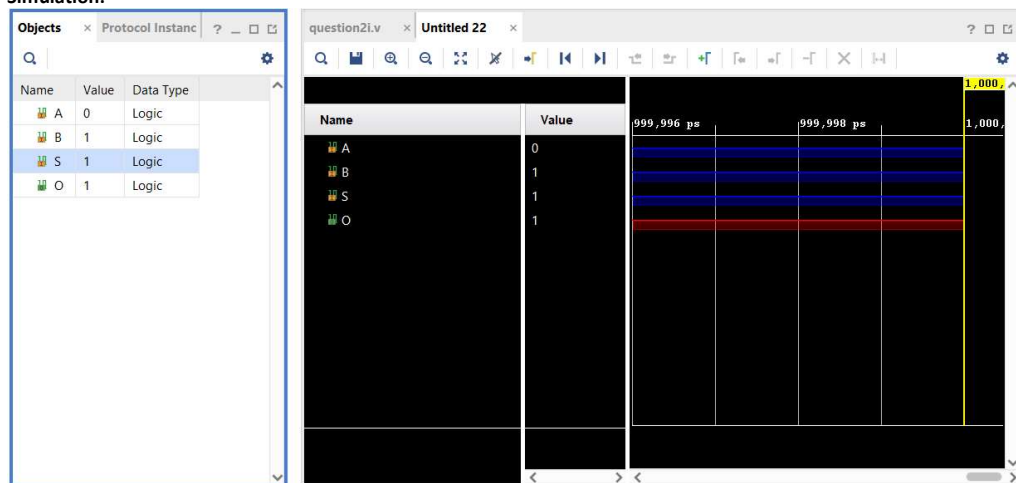 Simulation:
Objects × Protocol Instanc ? _
question2i.v × Untitled 22 × ?
Name Value Data Type
A 0 Logic
B 1 Logic
S 1 Logic
O 1 Logic
Name Value
A 0
B 1
S 1
O 1
1,000,
999,996 ps 999,998 ps 1,000,